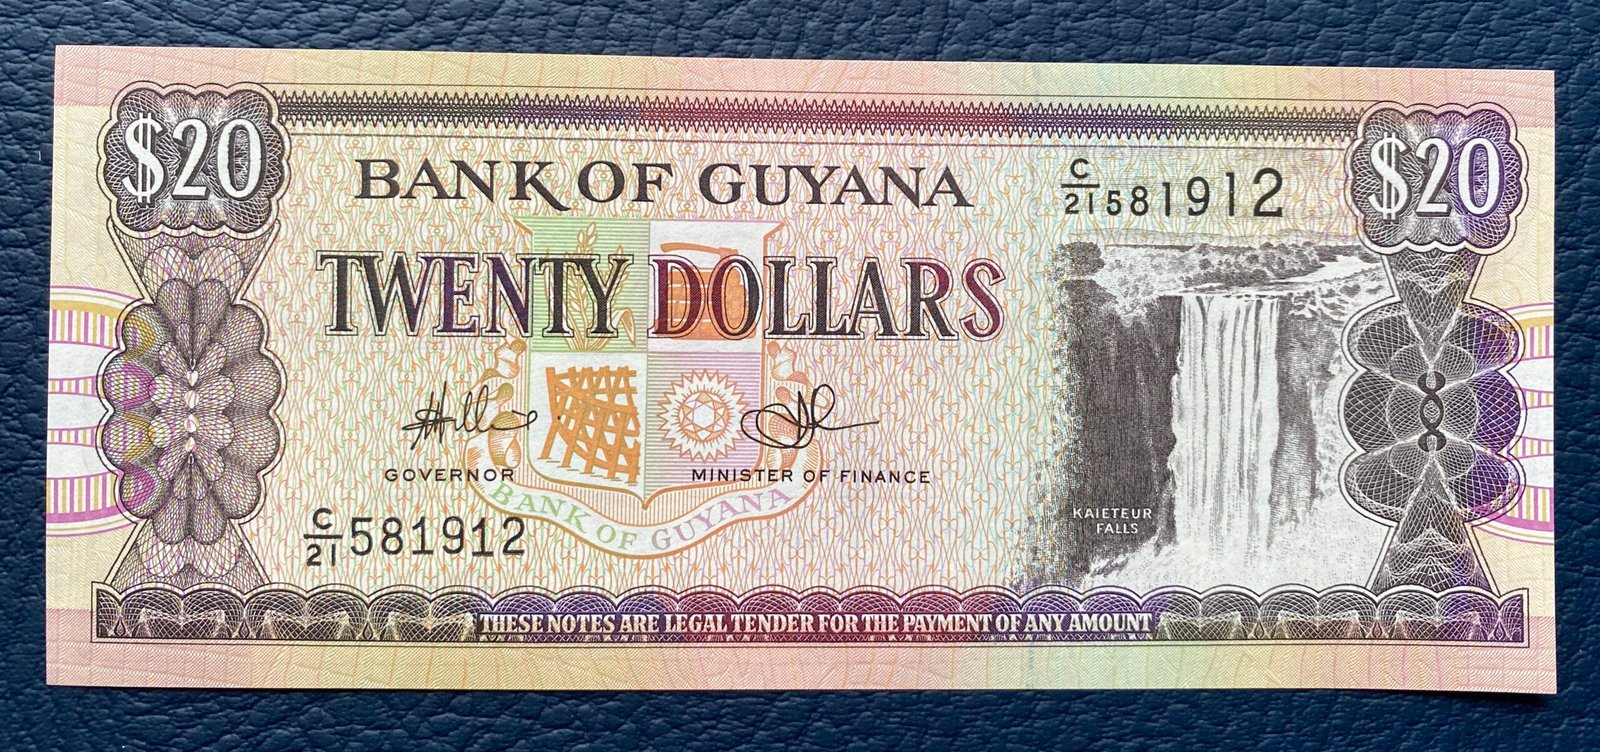 $20
BANK OF GUYANA
C/21 581912
$20
TWENTY DOLLARS
GOVERNOR
MINISTER OF FINANCE
BANK OF GUYANA
KAIETEUR
FALLS
C/21 581912
THESE NOTES ARE LEGAL TENDER FOR THE PAYMENT OF ANY AMOUNT